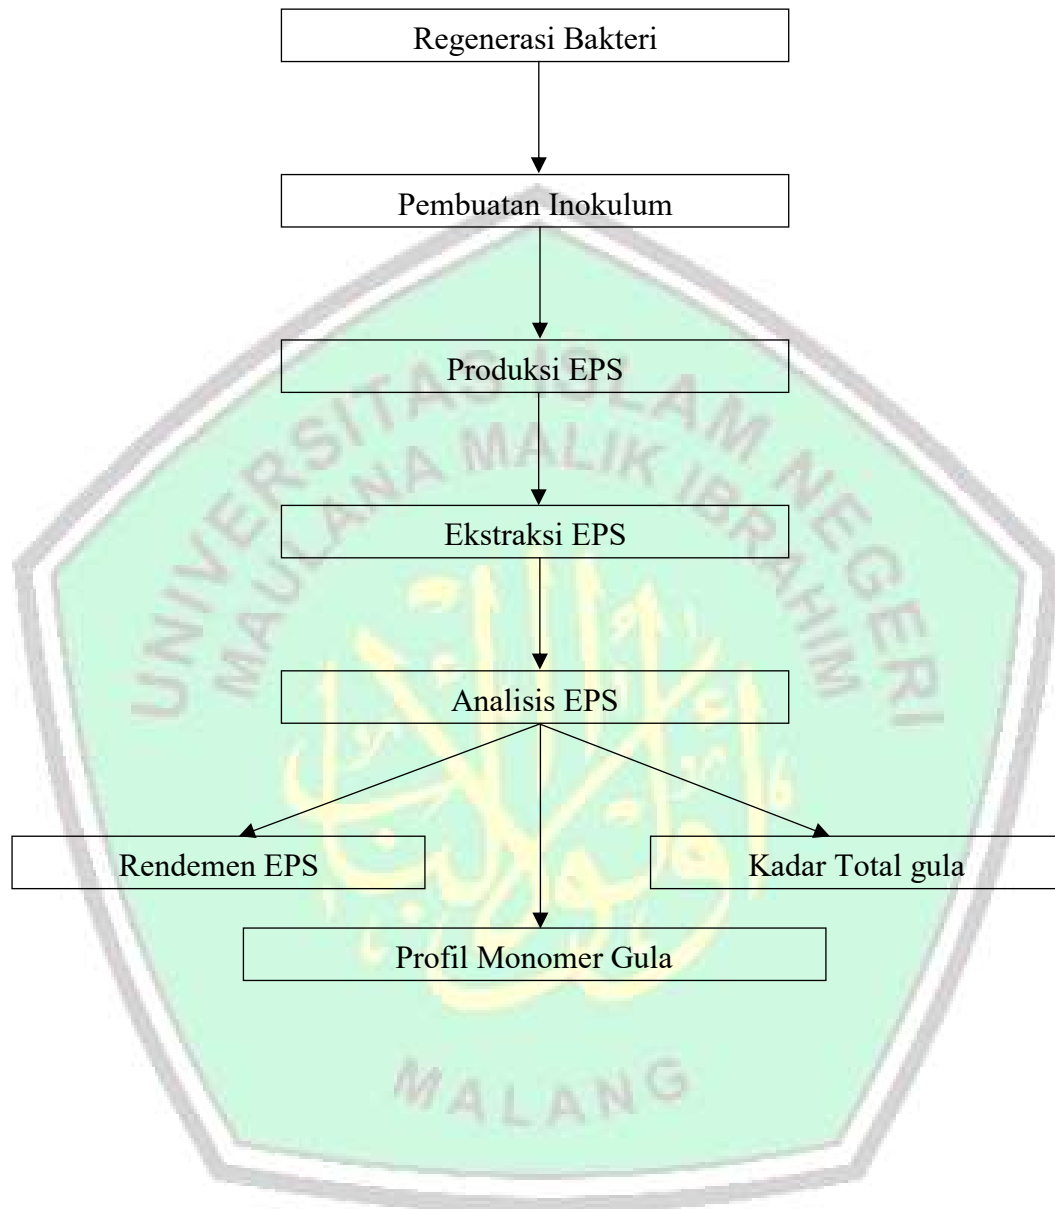 Regenerasi Bakteri
Pembuatan Inokulum
Produksi EPS
Ekstraksi EPS
Analisis EPS
Rendemen EPS
Kadar Total gula
Profil Monomer Gula
UNIVERSITAS ISLAM NEGERI
MAULANA MALIK IBRAHIM
MALANG